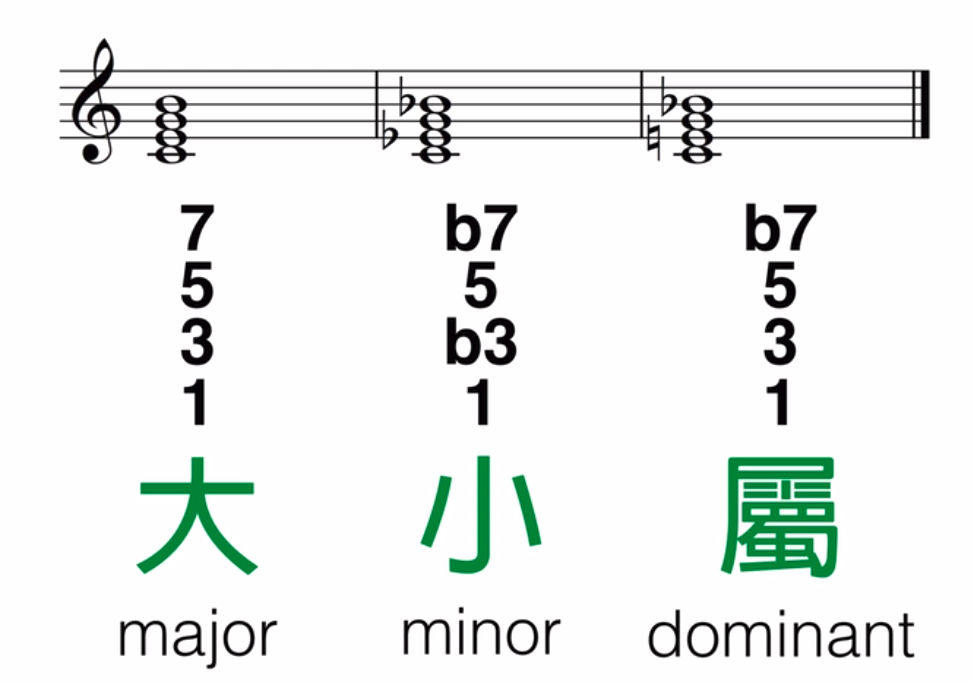 7 b7 b7
5 5 5
3 b3 3
1 1 1
大 小 屬
major minor dominant